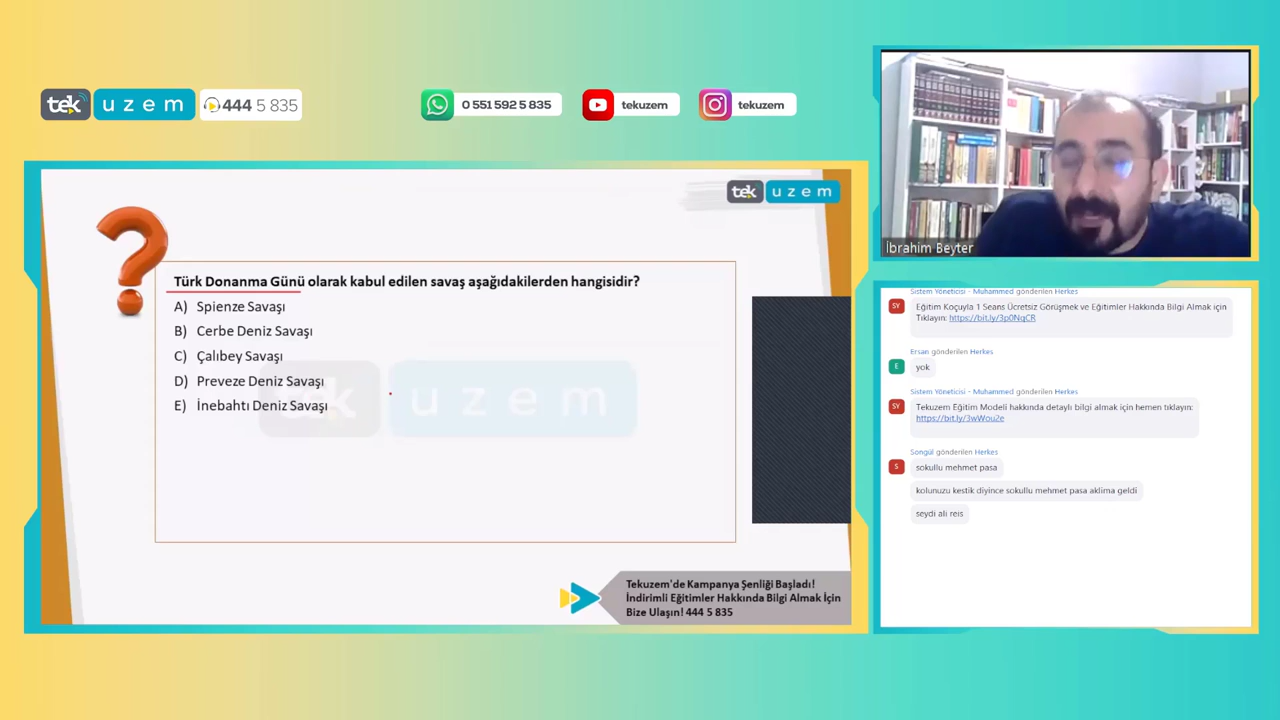 tek uzem 444 5 835
0 551 592 5 835
tekuzem
tekuzem
tek uzem
Türk Donanma Günü olarak kabul edilen savaş aşağıdakilerden hangisidir?
A) Spienze Savaşı
B) Cerbe Deniz Savaşı
C) Çalıbey Savaşı
D) Preveze Deniz Savaşı
E) İnebahtı Deniz Savaşı
tek uzem
Tekuzem'de Kampanya Şenliği Başladı!
İndirimli Eğitimler Hakkında Bilgi Almak İçin
Bize Ulaşın! 444 5 835
İbrahim Beyter
Sistem Yöneticisi - Muhammed gönderilen Herkes
SY
Eğitim Koçuyla 1 Seans Ücretsiz Görüşmek ve Eğitimler Hakkında Bilgi Almak için
Tıklayın: https://bit.ly/3p0NqCR
Ersan gönderilen Herkes
E
yok
Sistem Yöneticisi - Muhammed gönderilen Herkes
SY
Tekuzem Eğitim Modeli hakkında detaylı bilgi almak için hemen tıklayın:
https://bit.ly/3wWou2e
Songül gönderilen Herkes
S
sokullu mehmet pasa
kolunuzu kestik diyince sokullu mehmet pasa aklima geldi
seydi ali reis